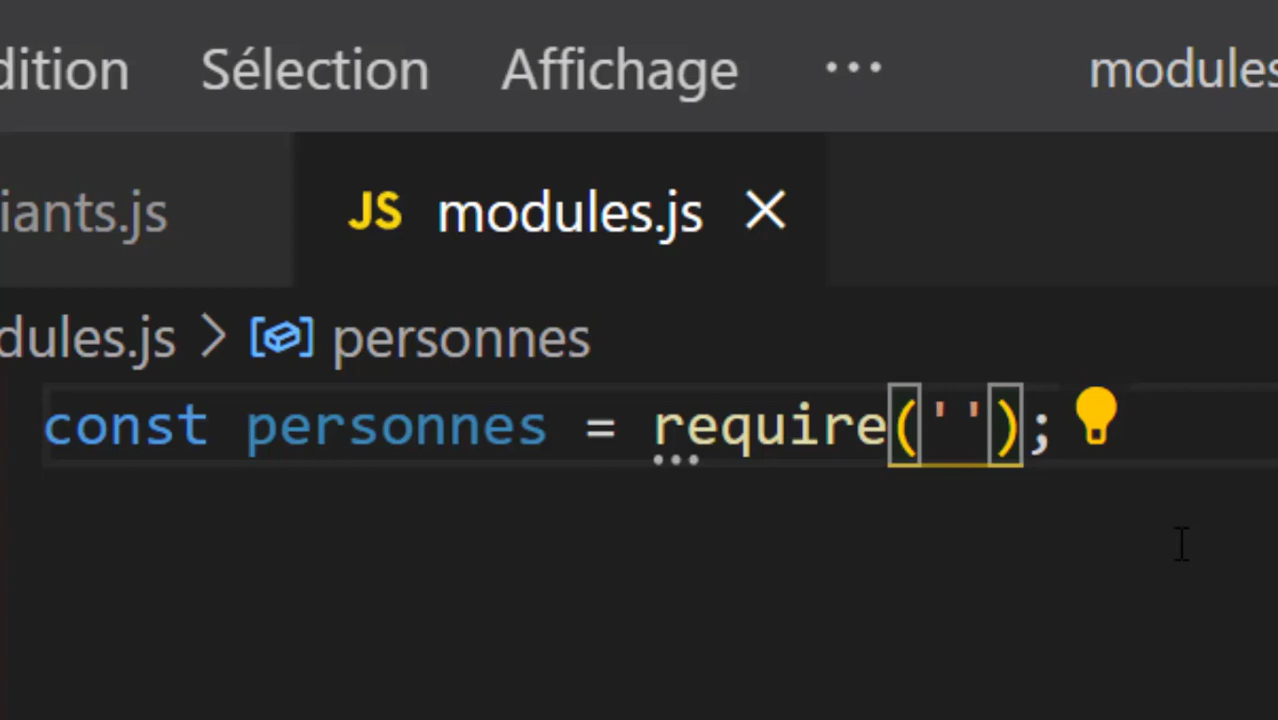 dition Sélection Affichage ... modules
iants.js JS modules.js
dules.js > personnes
const personnes = require('');